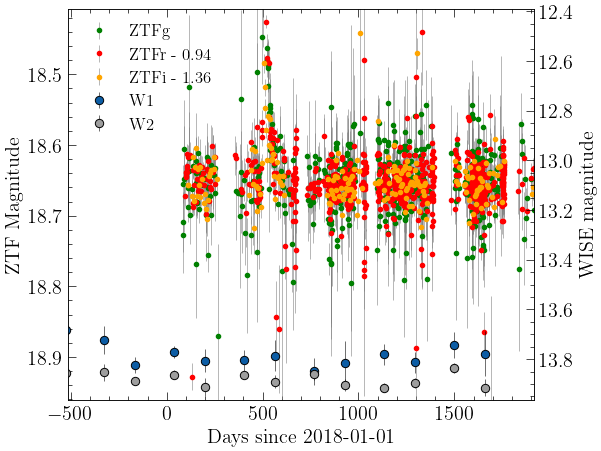 ZTFg
ZTFr - 0.94
ZTFi - 1.36
W1
W2
18.5
18.6
18.7
18.8
18.9
ZTF Magnitude
12.4
12.6
12.8
13.0
13.2
13.4
13.6
13.8
WISE magnitude
−500
0
500
1000
1500
Days since 2018-01-01